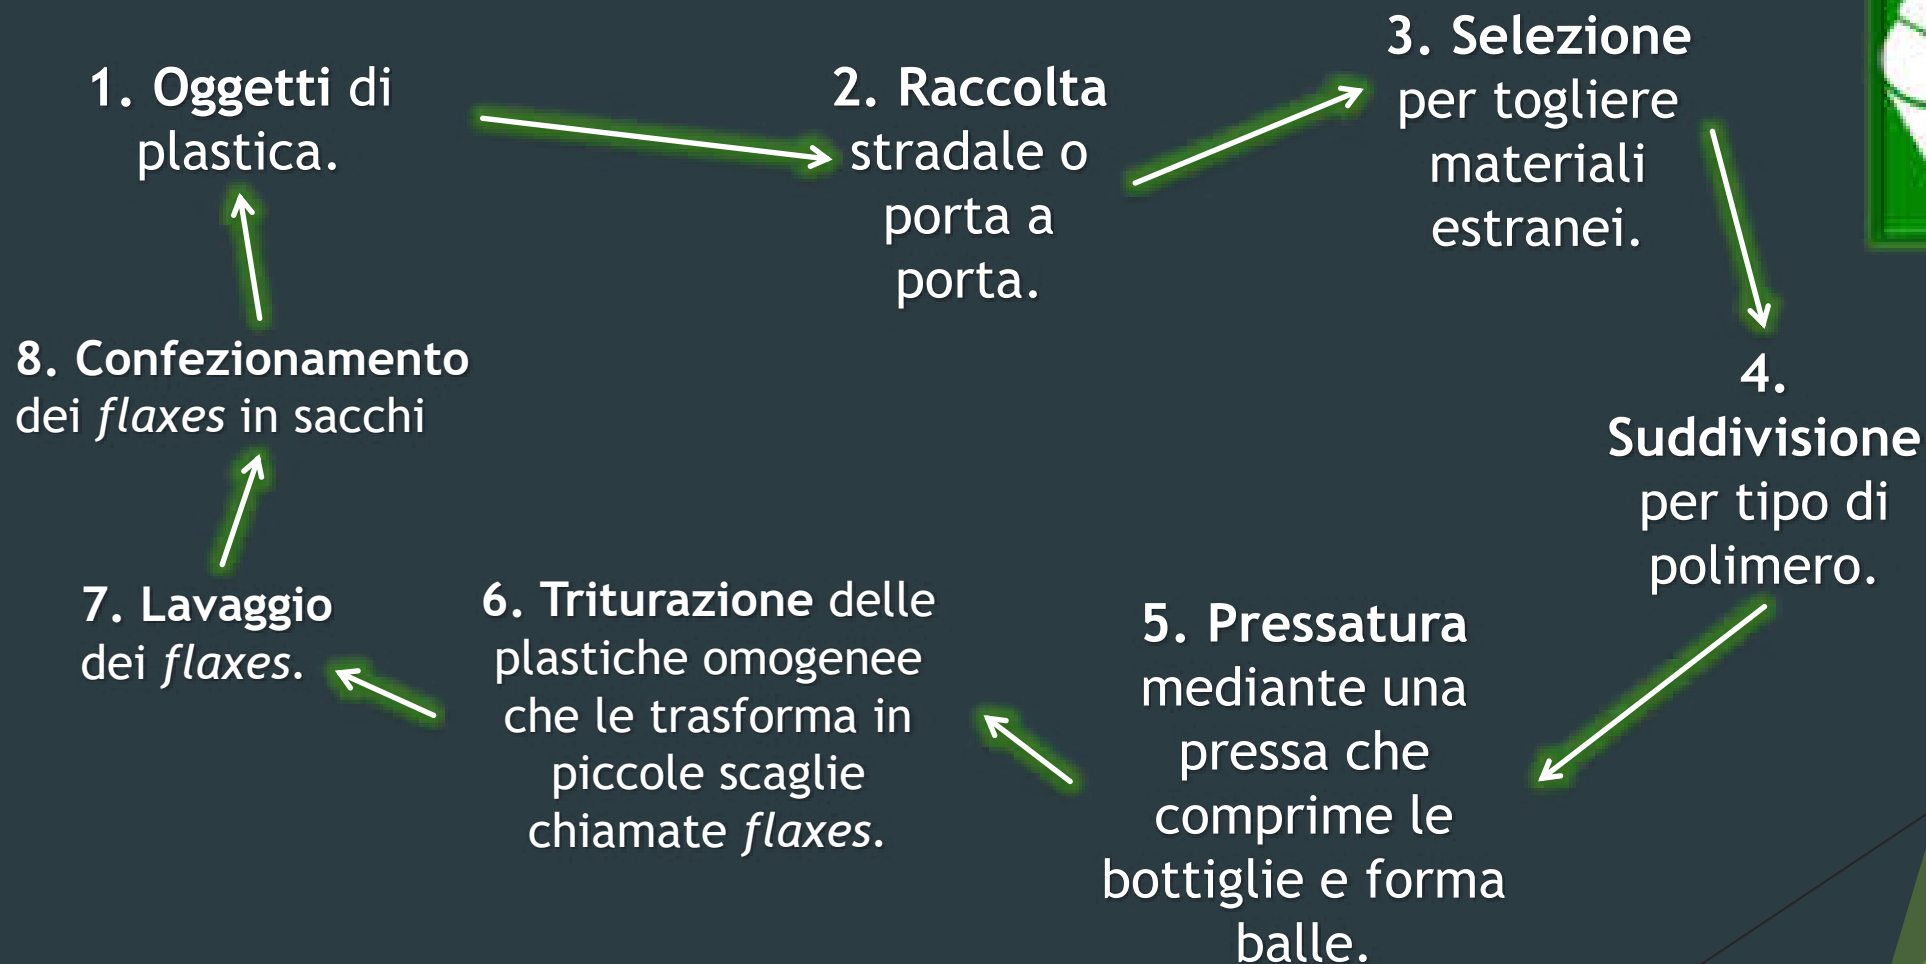 1. Oggetti di
plastica.
2. Raccolta
stradale o
porta a
porta.
3. Selezione
per togliere
materiali
estranei.
4.
Suddivisione
per tipo di
polimero.
5. Pressatura
mediante una
pressa che
comprime le
bottiglie e forma
balle.
6. Triturazione delle
plastiche omogenee
che le trasforma in
piccole scaglie
chiamate flaxes.
7. Lavaggio
dei flaxes.
8. Confezionamento
dei flaxes in sacchi